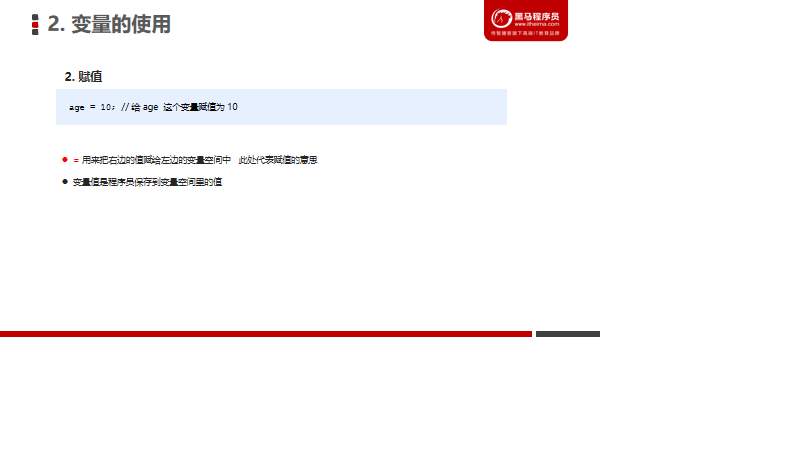 2. 变量的使用
黑马程序员
www.itheima.com
传智播客旗下高端IT教育品牌
2. 赋值
age = 10; // 给 age 这个变量赋值为 10
= 用来把右边的值赋给左边的变量空间中 此处代表赋值的意思
变量值是程序员保存到变量空间里的值